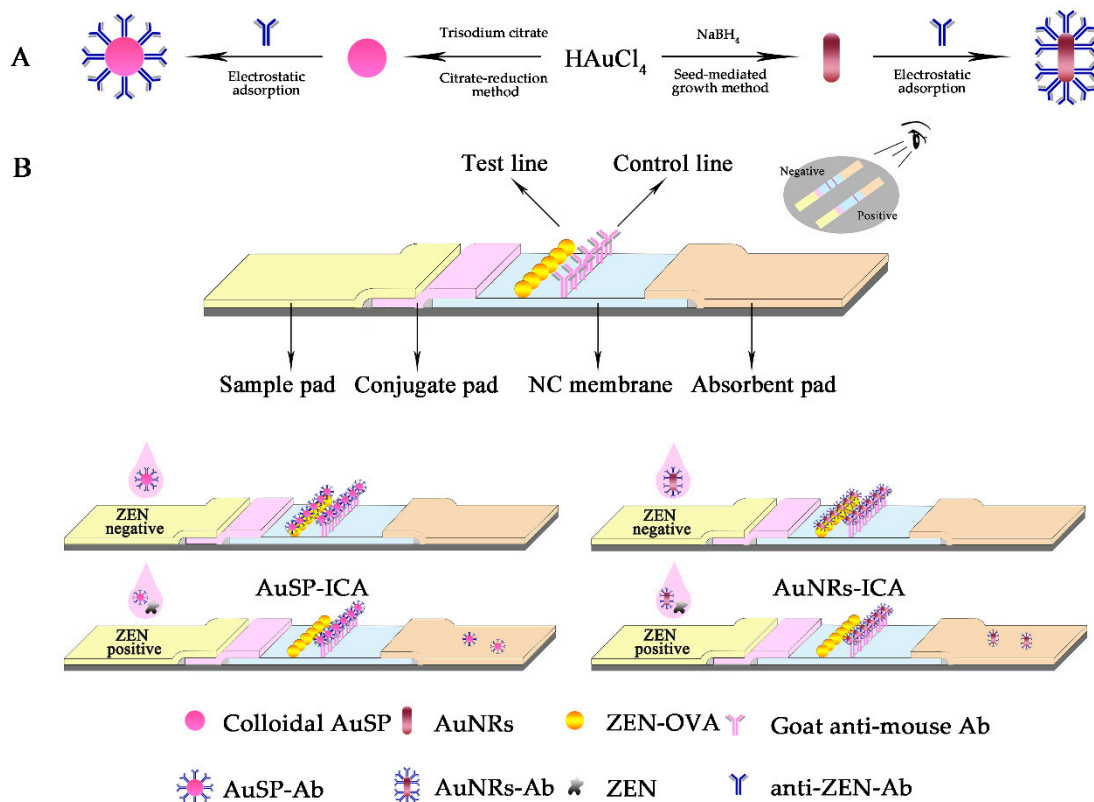 A
Electrostatic
adsorption
Trisodium citrate
Citrate-reduction
method
HAuCl4
NaBH4
Seed-mediated
growth method
Electrostatic
adsorption
B
Test line
Control line
Negative
Positive
Sample pad
Conjugate pad
NC membrane
Absorbent pad
ZEN
negative
ZEN
negative
AuSP-ICA
AuNRs-ICA
ZEN
positive
ZEN
positive
Colloidal AuSP
AuNRs
ZEN-OVA
Goat anti-mouse Ab
AuSP-Ab
AuNRs-Ab
ZEN
anti-ZEN-Ab